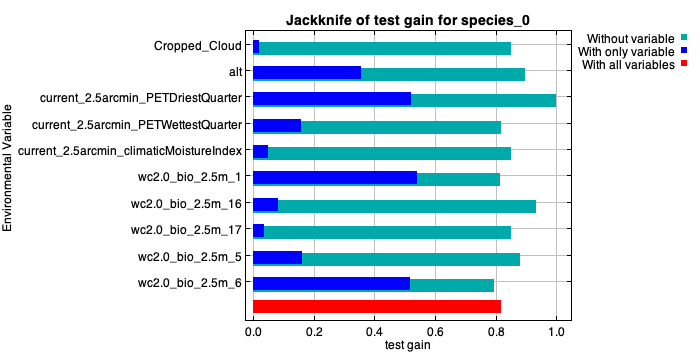 Jackknife of test gain for species_0
Without variable
With only variable
With all variables
Environmental Variable
Cropped_Cloud
alt
current_2.5arcmin_PETDriestQuarter
current_2.5arcmin_PETWettestQuarter
current_2.5arcmin_climaticMoistureIndex
wc2.0_bio_2.5m_1
wc2.0_bio_2.5m_16
wc2.0_bio_2.5m_17
wc2.0_bio_2.5m_5
wc2.0_bio_2.5m_6
0.0 0.2 0.4 0.6 0.8 1.0
test gain